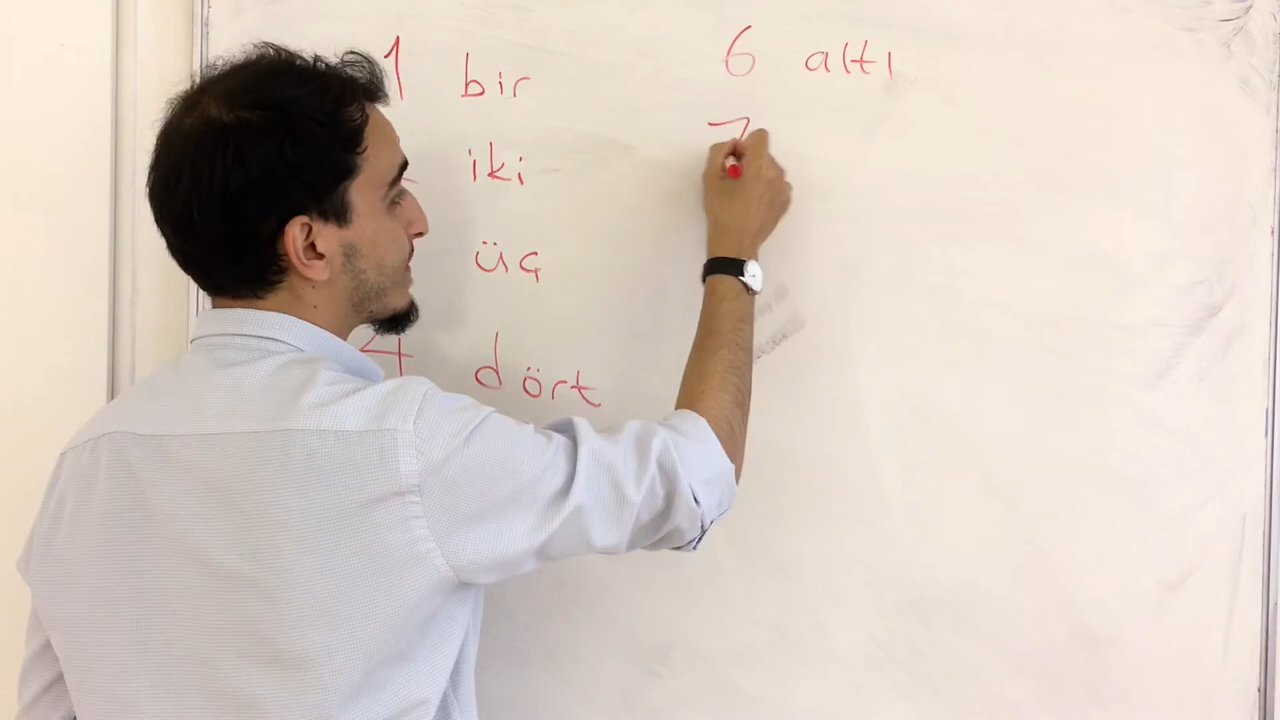 1 bir
iki
üç
4 dört
6 altı
7